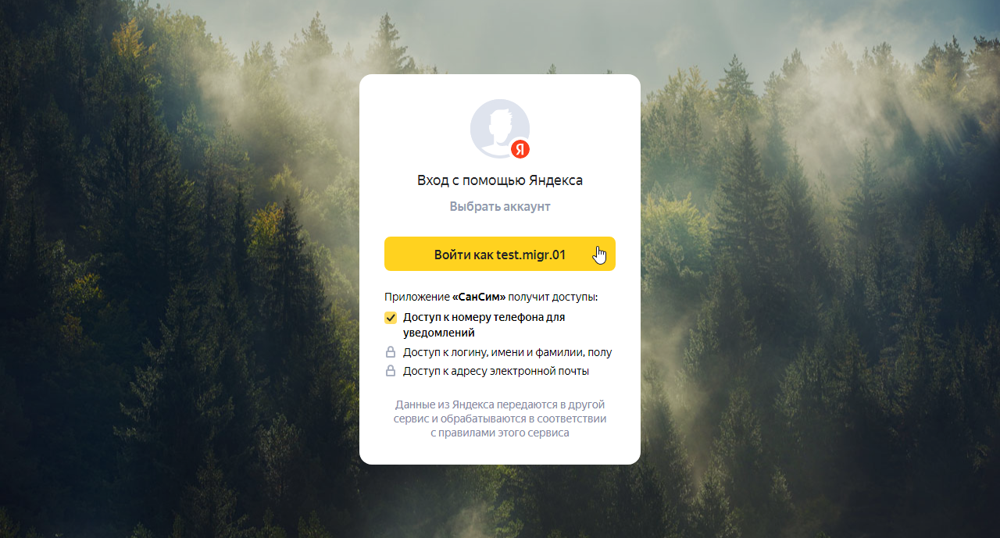 Я
Вход с помощью Яндекса
Выбрать аккаунт
Войти как test.migr.01
Приложение «СанСим» получит доступы:
Доступ к номеру телефона для
уведомлений
Доступ к логину, имени и фамилии, полу
Доступ к адресу электронной почты
Данные из Яндекса передаются в другой
сервис и обрабатываются в соответствии
с правилами этого сервиса